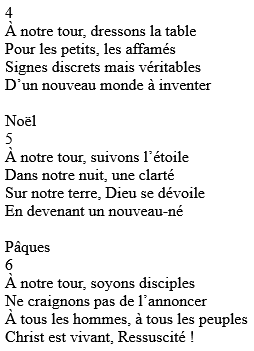 4
À notre tour, dressons la table
Pour les petits, les affamés
Signes discrets mais véritables
D’un nouveau monde à inventer

Noël
5
À notre tour, suivons l’étoile
Dans notre nuit, une clarté
Sur notre terre, Dieu se dévoile
En devenant un nouveau-né

Pâques
6
À notre tour, soyons disciples
Ne craignons pas de l’annoncer
À tous les hommes, à tous les peuples
Christ est vivant, Ressuscité !